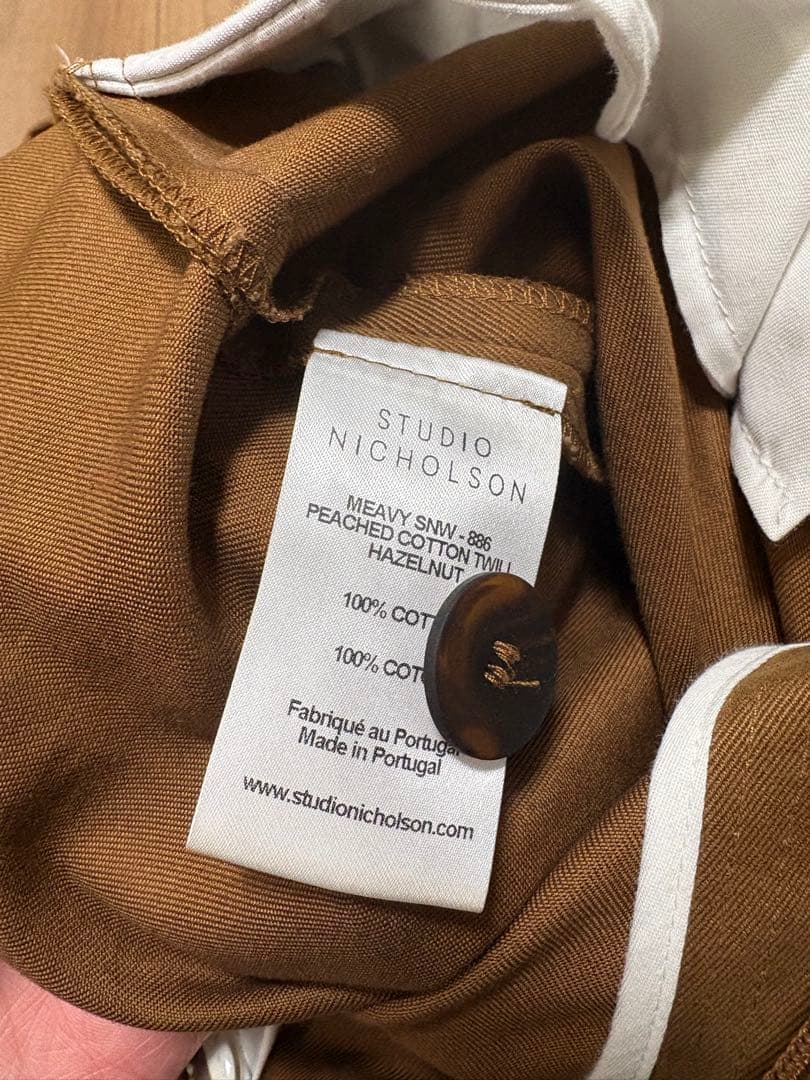 STUDIO
NICHOLSON
MEAVY SNW - 886
PEACHED COTTON TWILL
HAZELNUT
100% COT
100% COT
Fabriqué au Portugal
Made in Portugal
www.studionicholson.com